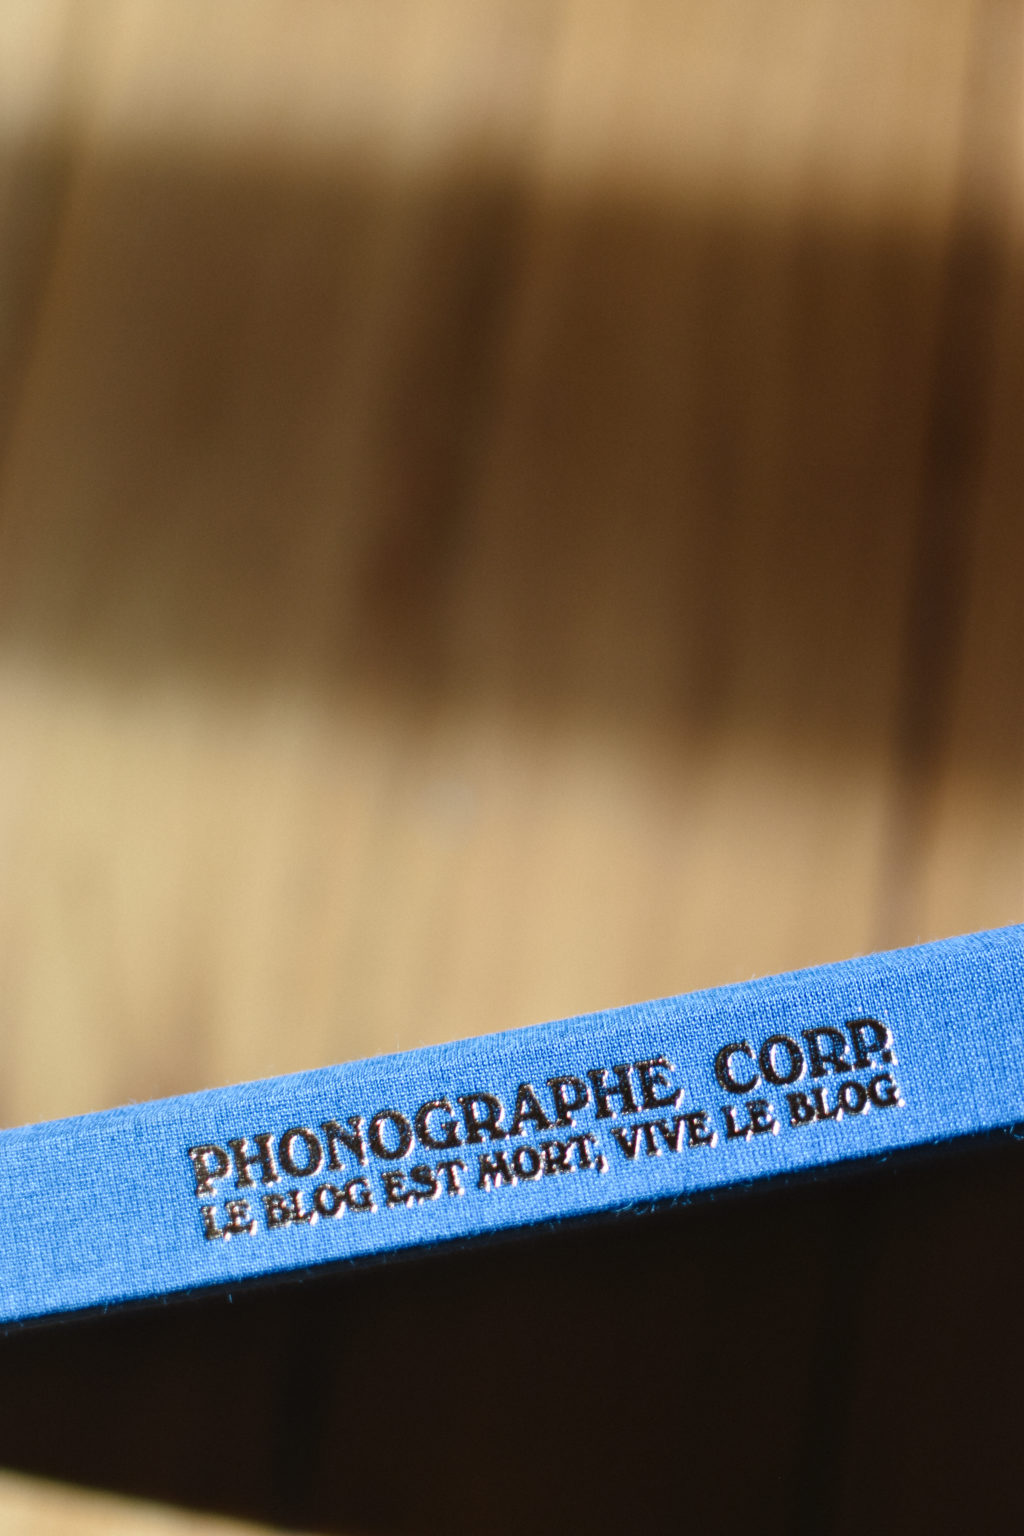 PHONOGRAPHE CORP.
LE BLOG EST MORT, VIVE LE BLOG